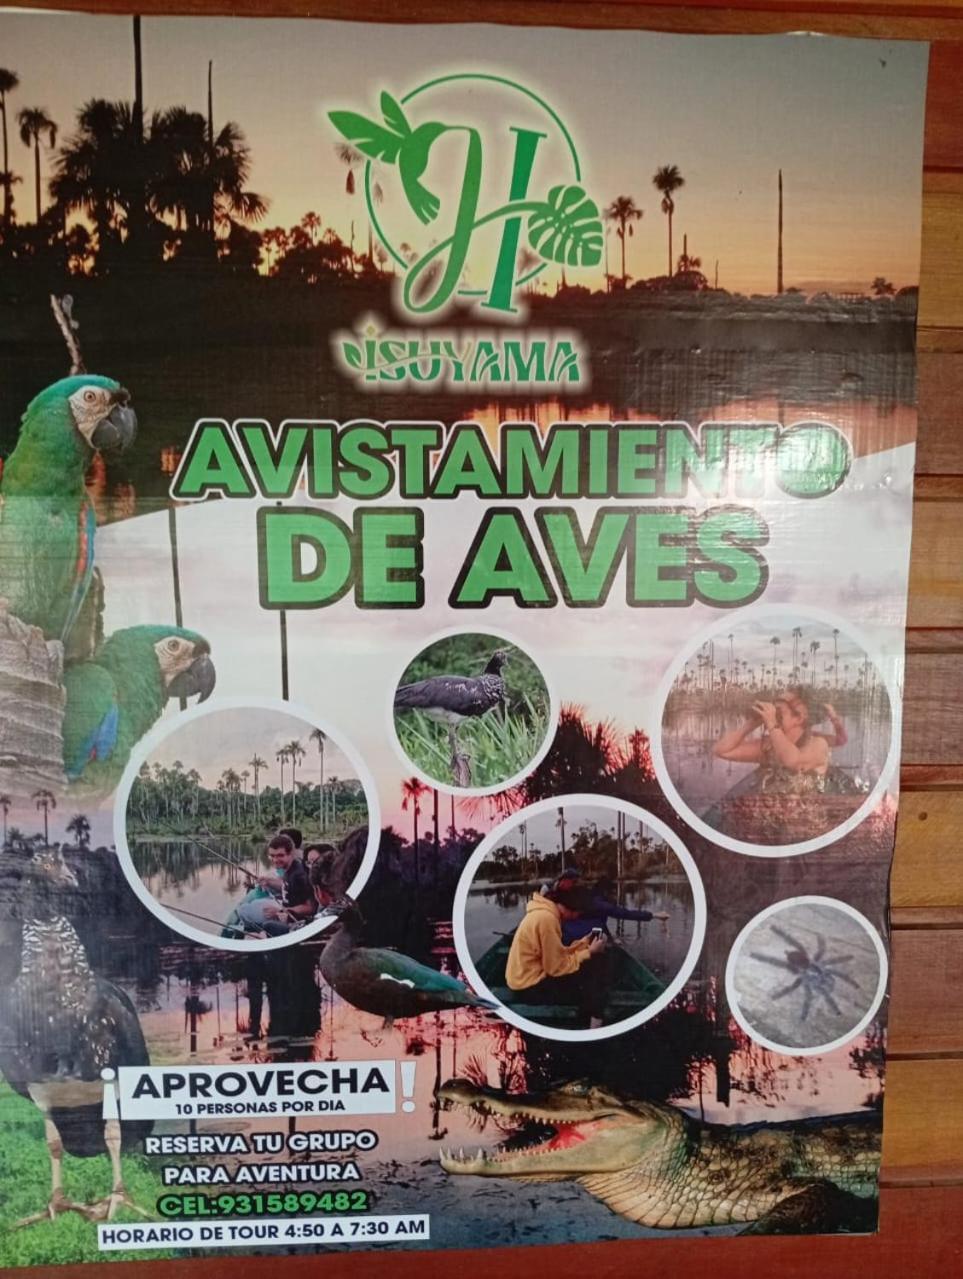 H
ISUYAMA
AVISTAMIENTO
DE AVES
¡APROVECHA!
10 PERSONAS POR DIA
RESERVA TU GRUPO
PARA AVENTURA
CEL:931589482
HORARIO DE TOUR 4:50 A 7:30 AM